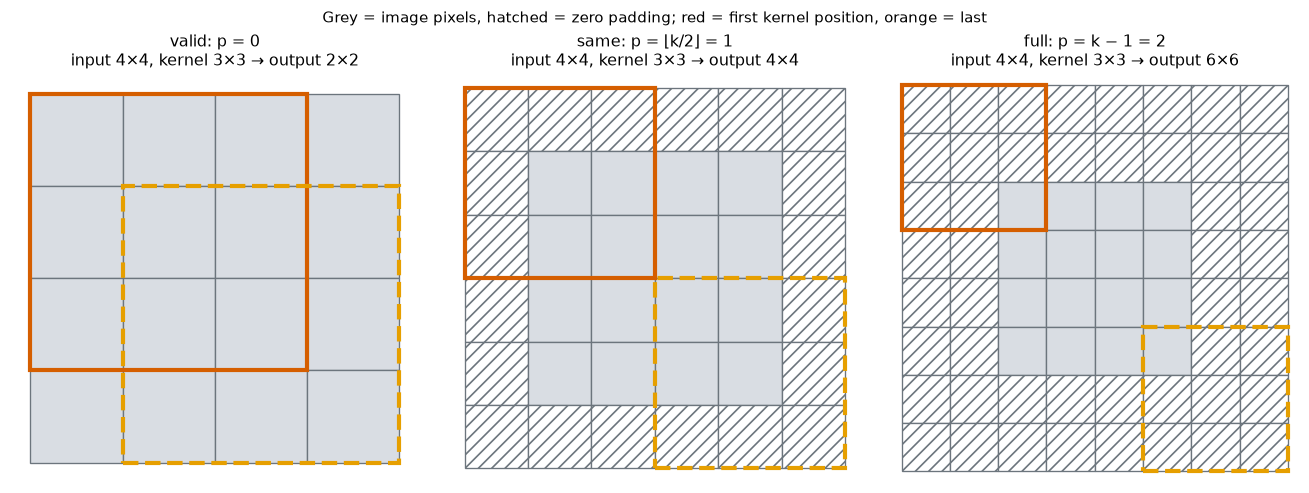 Grey = image pixels, hatched = zero padding; red = first kernel position, orange = last
valid: p = 0
input 4×4, kernel 3×3 → output 2×2
same: p = ⌊k/2⌋ = 1
input 4×4, kernel 3×3 → output 4×4
full: p = k − 1 = 2
input 4×4, kernel 3×3 → output 6×6